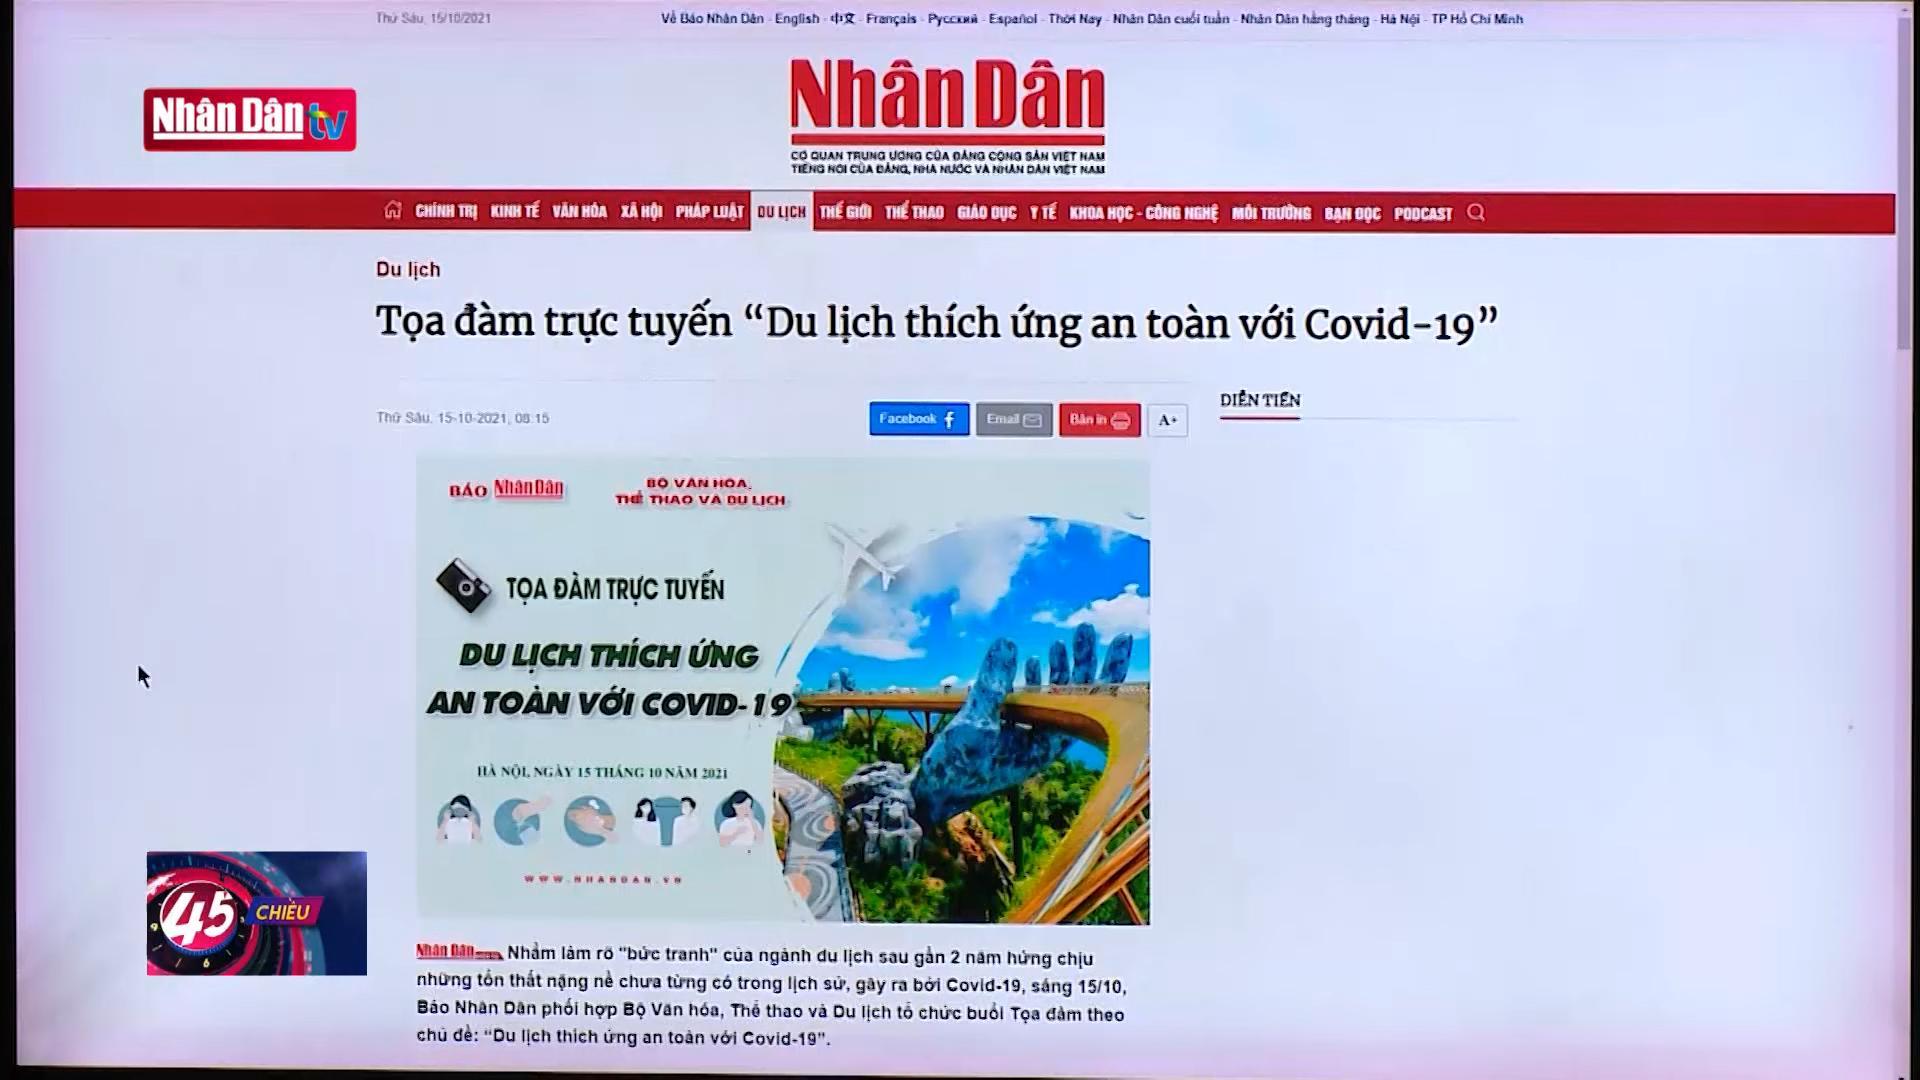 Thứ Sáu, 15/10/2021
Về Báo Nhân Dân - English - 中文 - Français - Русский - Español - Thời Nay - Nhân Dân cuối tuần - Nhân Dân hằng tháng - Hà Nội - TP Hồ Chí Minh
Nhân Dân tv
Nhân Dân
CƠ QUAN TRUNG ƯƠNG CỦA ĐẢNG CỘNG SẢN VIỆT NAM
TIẾNG NÓI CỦA ĐẢNG, NHÀ NƯỚC VÀ NHÂN DÂN VIỆT NAM
CHÍNH TRỊ KINH TẾ VĂN HÓA XÃ HỘI PHÁP LUẬT DU LỊCH THẾ GIỚI THỂ THAO GIÁO DỤC Y TẾ KHOA HỌC - CÔNG NGHỆ MÔI TRƯỜNG BẠN ĐỌC PODCAST
Du lịch
Tọa đàm trực tuyến “Du lịch thích ứng an toàn với Covid-19”
Thứ Sáu, 15-10-2021, 08:15
Facebook Email Bản in A+
DIỄN TIẾN
BÁO Nhân Dân
BỘ VĂN HÓA,
THỂ THAO VÀ DU LỊCH
TỌA ĐÀM TRỰC TUYẾN
DU LỊCH THÍCH ỨNG
AN TOÀN VỚI COVID-19
HÀ NỘI, NGÀY 15 THÁNG 10 NĂM 2021
WWW.NHANDAN.VN
45 CHIỀU
9
6
Nhân Dân Nhằm làm rõ "bức tranh" của ngành du lịch sau gần 2 năm hứng chịu
những tổn thất nặng nề chưa từng có trong lịch sử, gây ra bởi Covid-19, sáng 15/10,
Báo Nhân Dân phối hợp Bộ Văn hóa, Thể thao và Du lịch tổ chức buổi Tọa đàm theo
chủ đề: “Du lịch thích ứng an toàn với Covid-19”.